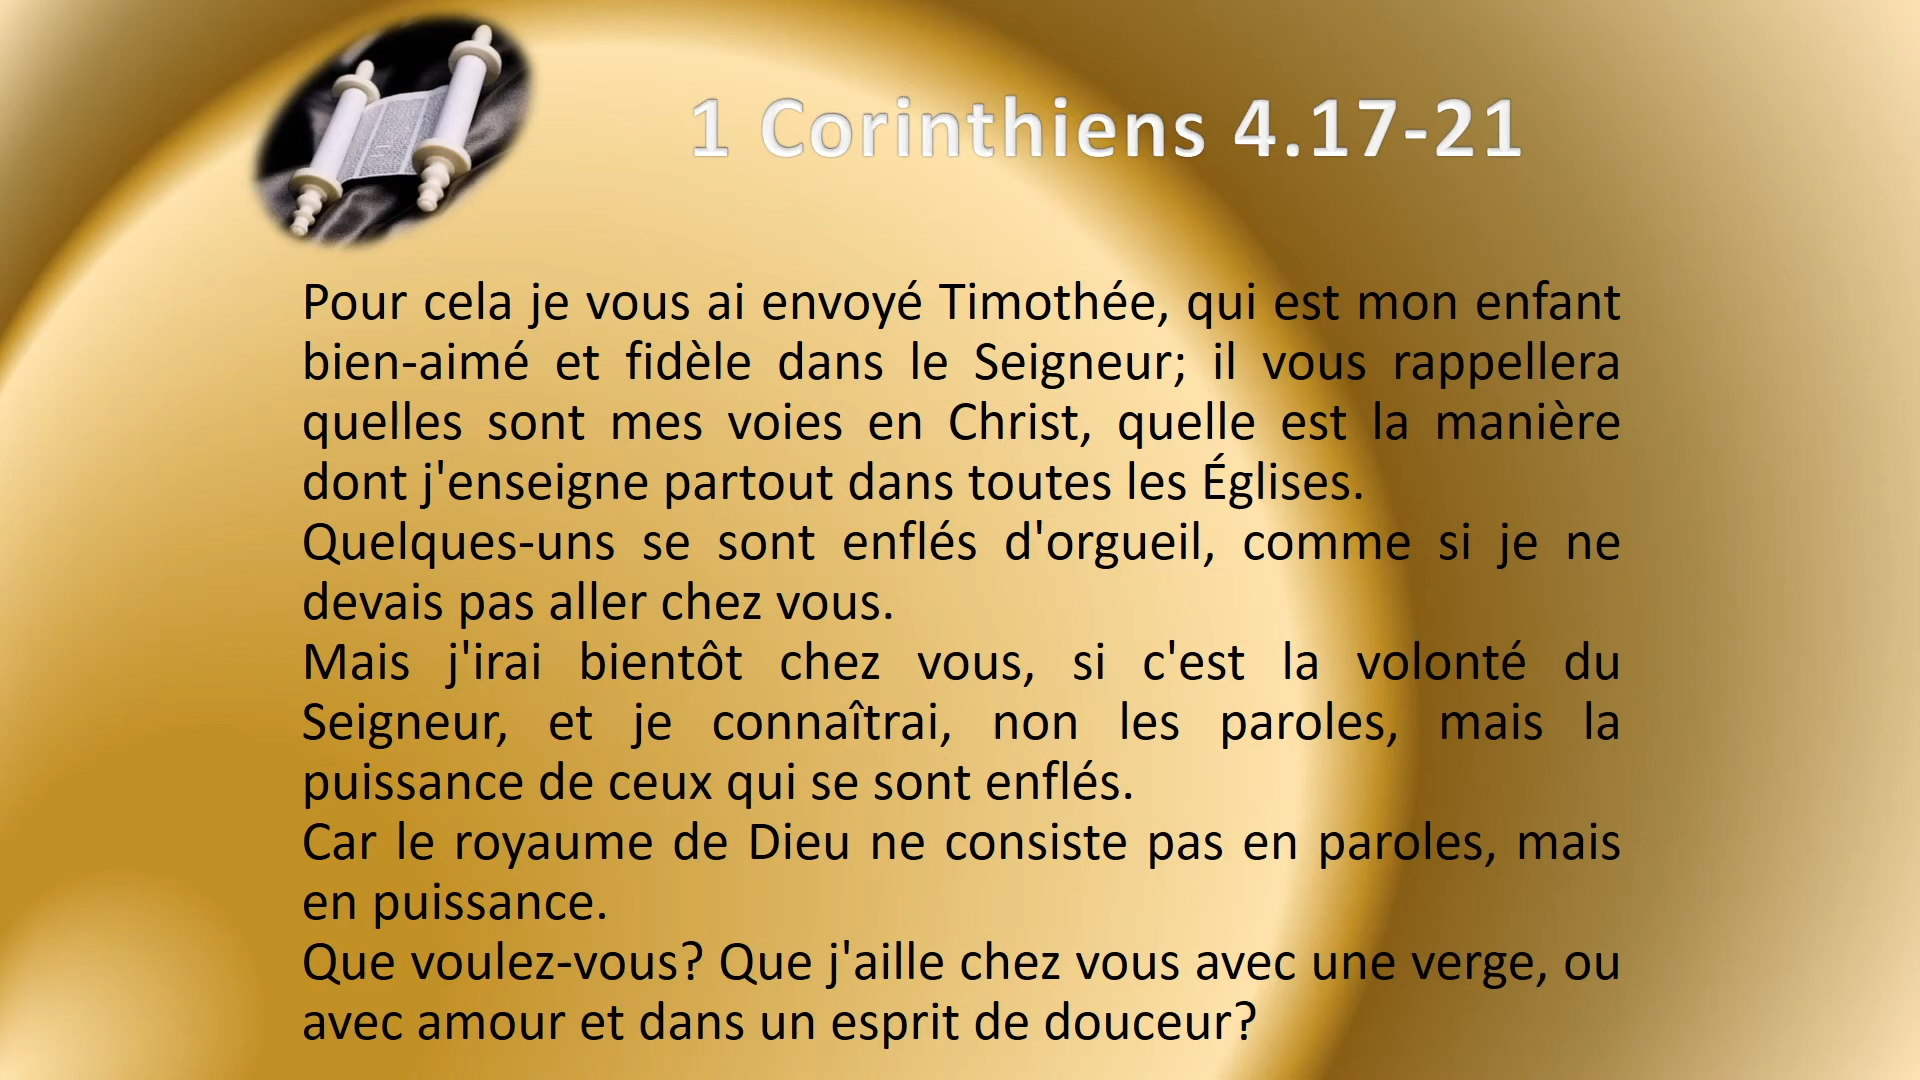 1 Corinthiens 4.17-21
Pour cela je vous ai envoyé Timothée, qui est mon enfant
bien-aimé et fidèle dans le Seigneur; il vous rappellera
quelles sont mes voies en Christ, quelle est la manière
dont j'enseigne partout dans toutes les Églises.
Quelques-uns se sont enflés d'orgueil, comme si je ne
devais pas aller chez vous.
Mais j'irai bientôt chez vous, si c'est la volonté du
Seigneur, et je connaîtrai, non les paroles, mais la
puissance de ceux qui se sont enflés.
Car le royaume de Dieu ne consiste pas en paroles, mais
en puissance.
Que voulez-vous? Que j'aille chez vous avec une verge, ou
avec amour et dans un esprit de douceur?